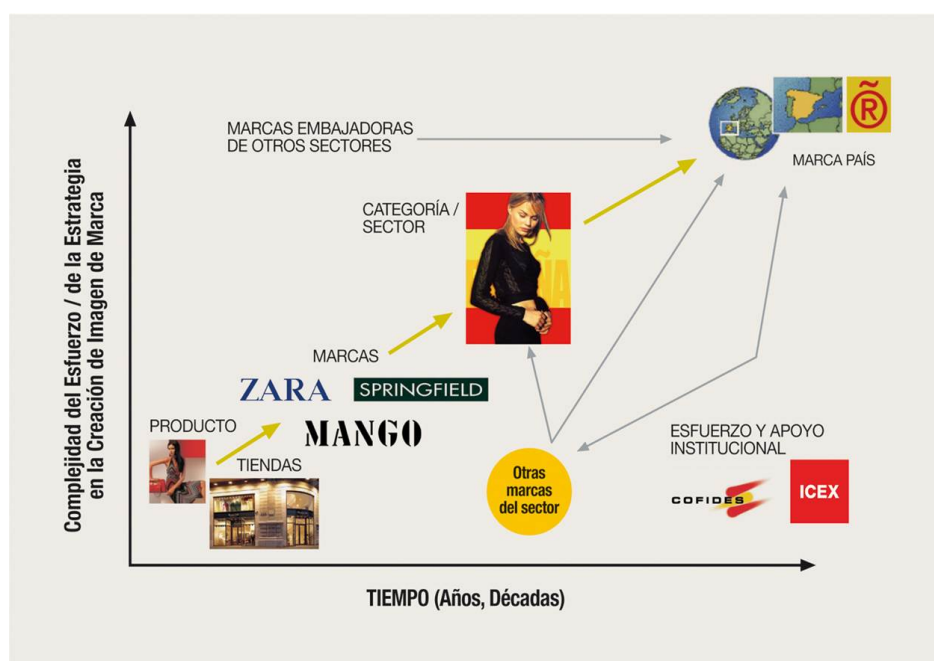 Complejidad del Esfuerzo / de la Estrategia
en la Creación de Imagen de Marca
MARCAS EMBAJADORAS
DE OTROS SECTORES
Ñ
R
MARCA PAÍS
CATEGORÍA /
SECTOR
MARCAS
ZARA
SPRINGFIELD
MANGO
PRODUCTO
TIENDAS
Otras
marcas
del sector
ESFUERZO Y APOYO
INSTITUCIONAL
COFIDES
ICEX
TIEMPO (Años, Décadas)